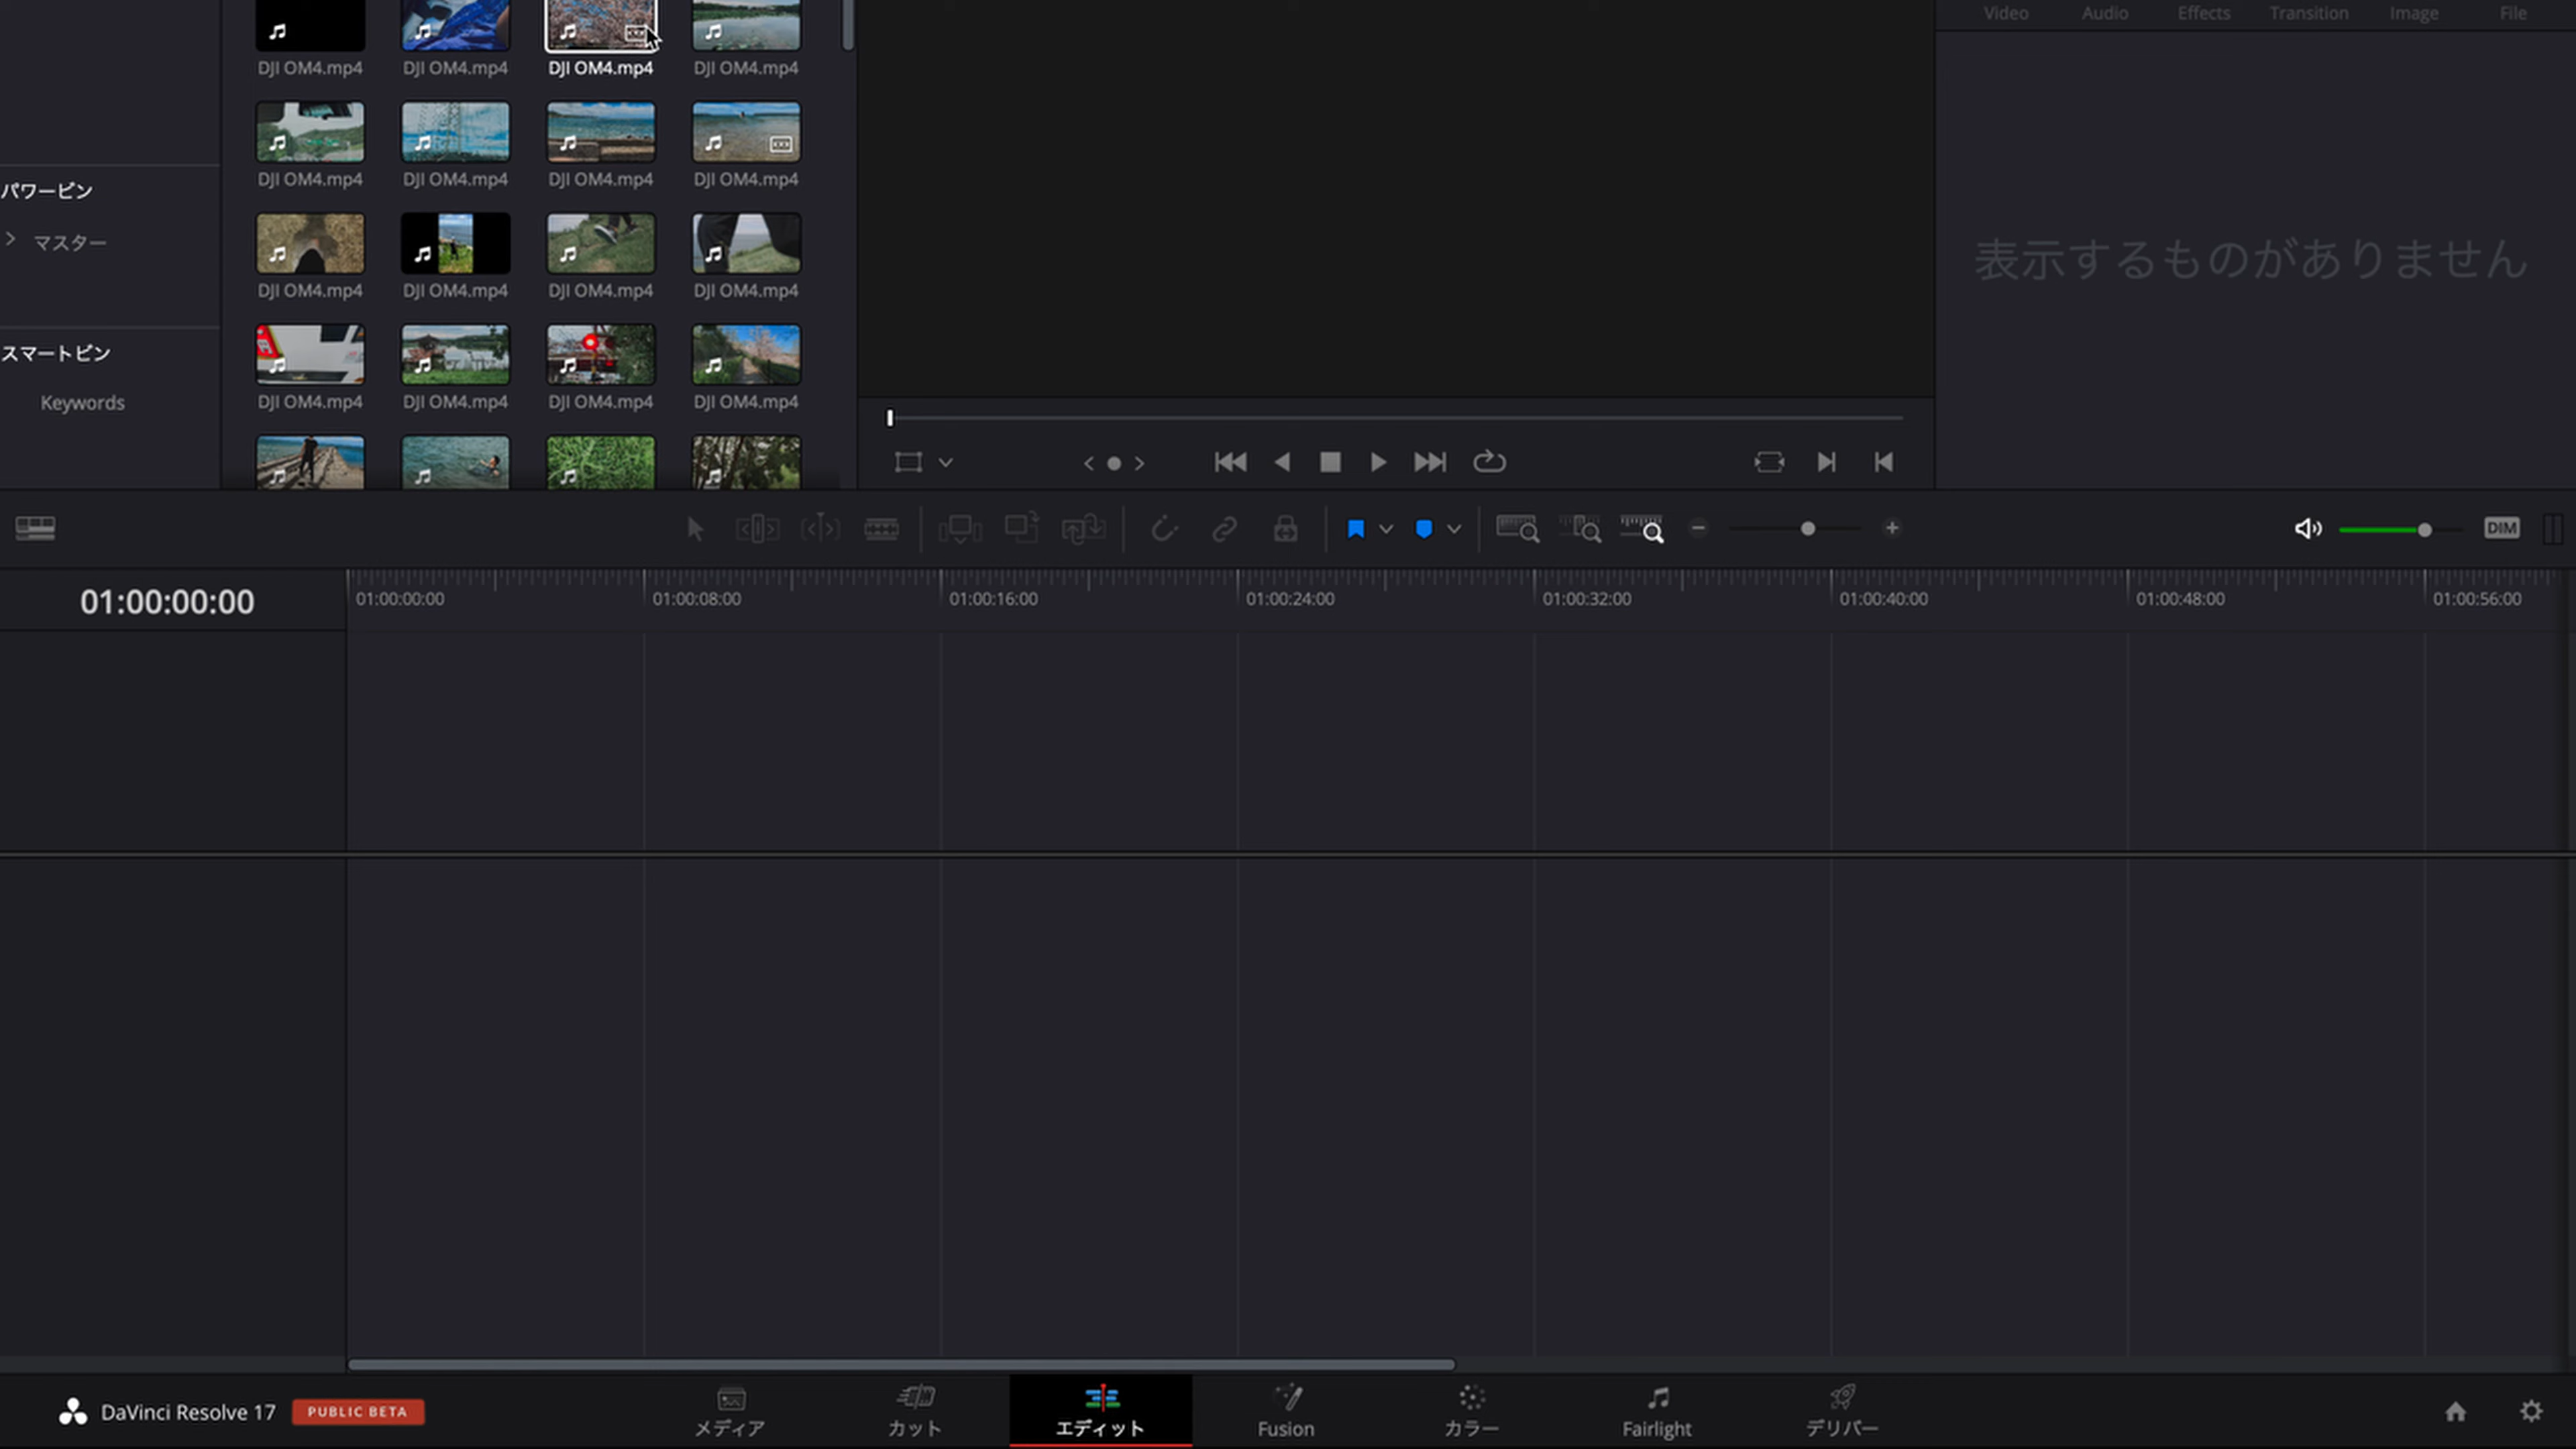 Video Audio Effects Transition Image File
DJI OM4.mp4 DJI OM4.mp4 DJI OM4.mp4 DJI OM4.mp4
DJI OM4.mp4 DJI OM4.mp4 DJI OM4.mp4 DJI OM4.mp4
パワービン
マスター
表示するものがありません
DJI OM4.mp4 DJI OM4.mp4 DJI OM4.mp4 DJI OM4.mp4
スマートビン
Keywords
DJI OM4.mp4 DJI OM4.mp4 DJI OM4.mp4 DJI OM4.mp4
DIM
01:00:00:00
01:00:00:00 01:00:08:00 01:00:16:00 01:00:24:00 01:00:32:00 01:00:40:00 01:00:48:00 01:00:56:00
DaVinci Resolve 17 PUBLIC BETA
メディア カット エディット Fusion カラー Fairlight デリバー